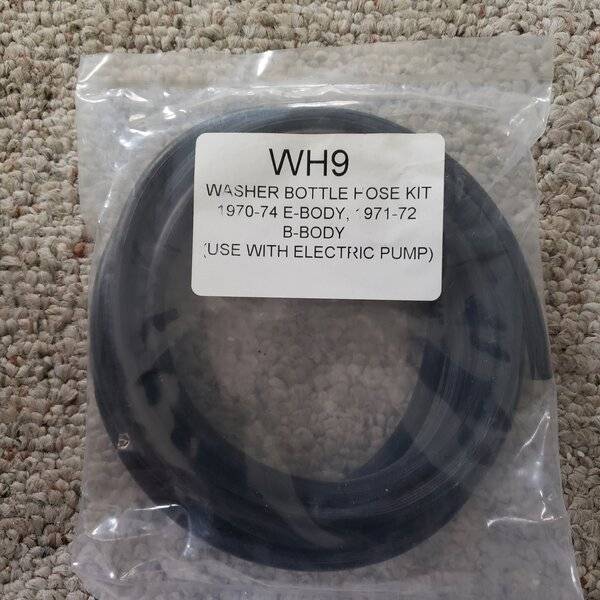 WH9
WASHER BOTTLE HOSE KIT
1970-74 E-BODY, 1971-72
B-BODY
(USE WITH ELECTRIC PUMP)